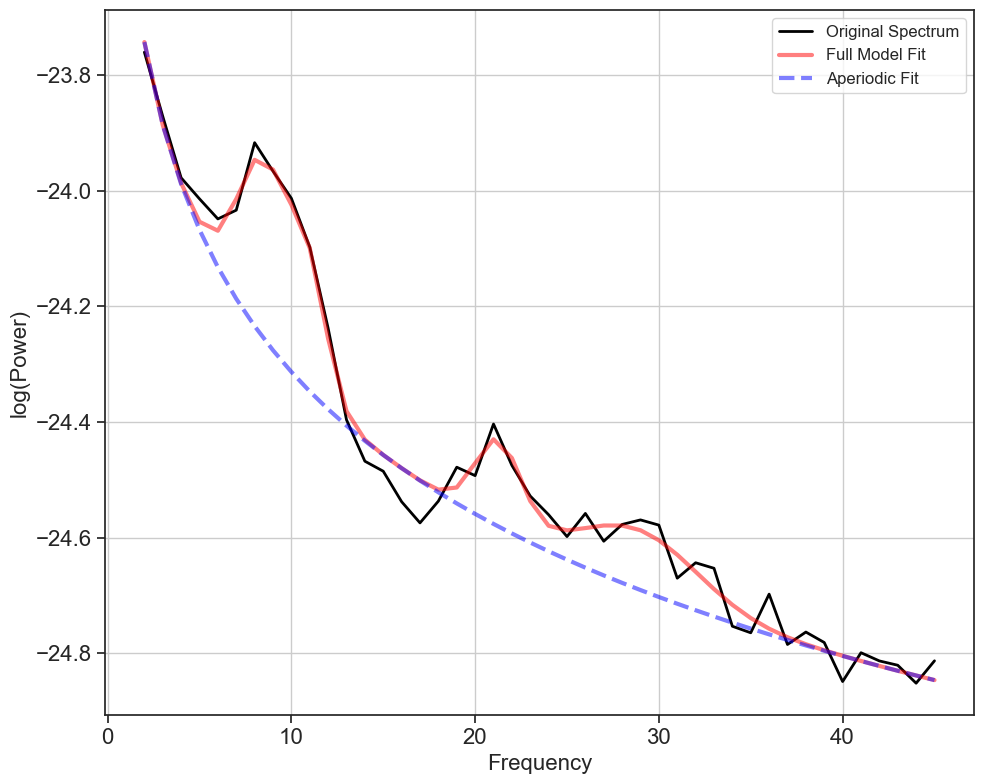 Original Spectrum
Full Model Fit
Aperiodic Fit
−23.8
−24.0
−24.2
−24.4
−24.6
−24.8
log(Power)
0 10 20 30 40
Frequency